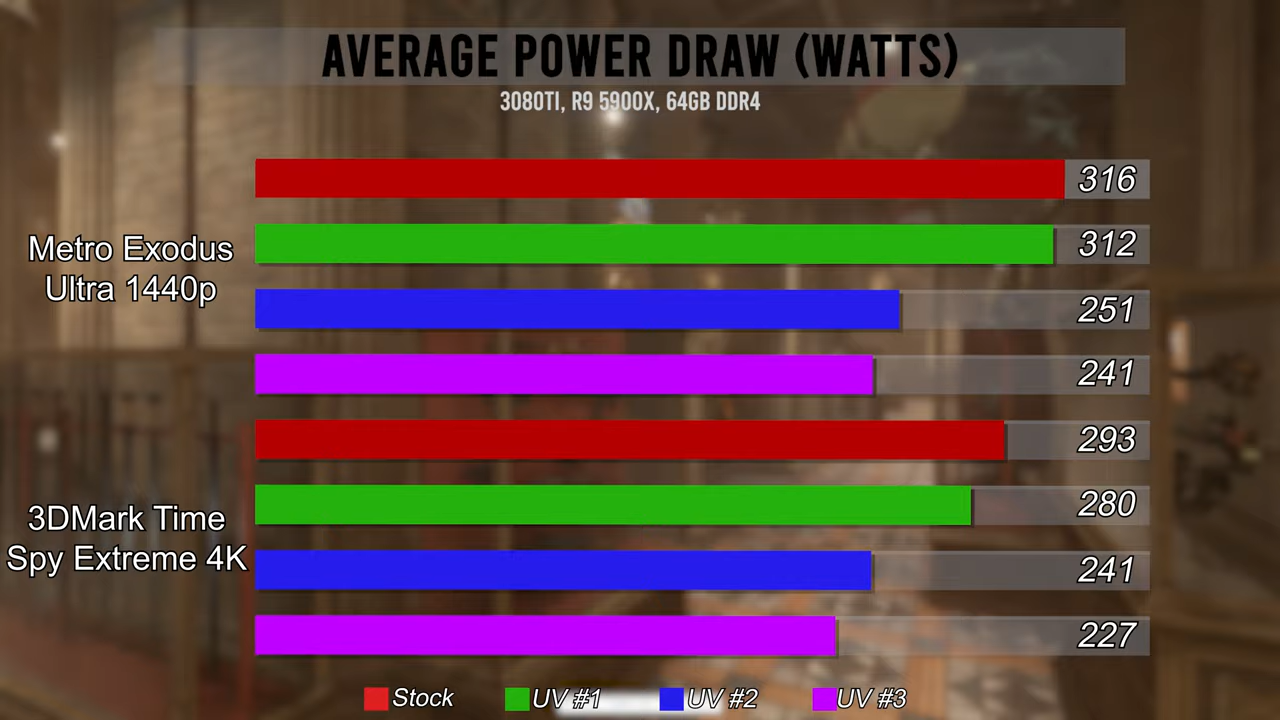 AVERAGE POWER DRAW (WATTS)
3080TI, R9 5900X, 64GB DDR4
Metro Exodus
Ultra 1440p
316
312
251
241
3DMark Time
Spy Extreme 4K
293
280
241
227
Stock
UV #1
UV #2
UV #3